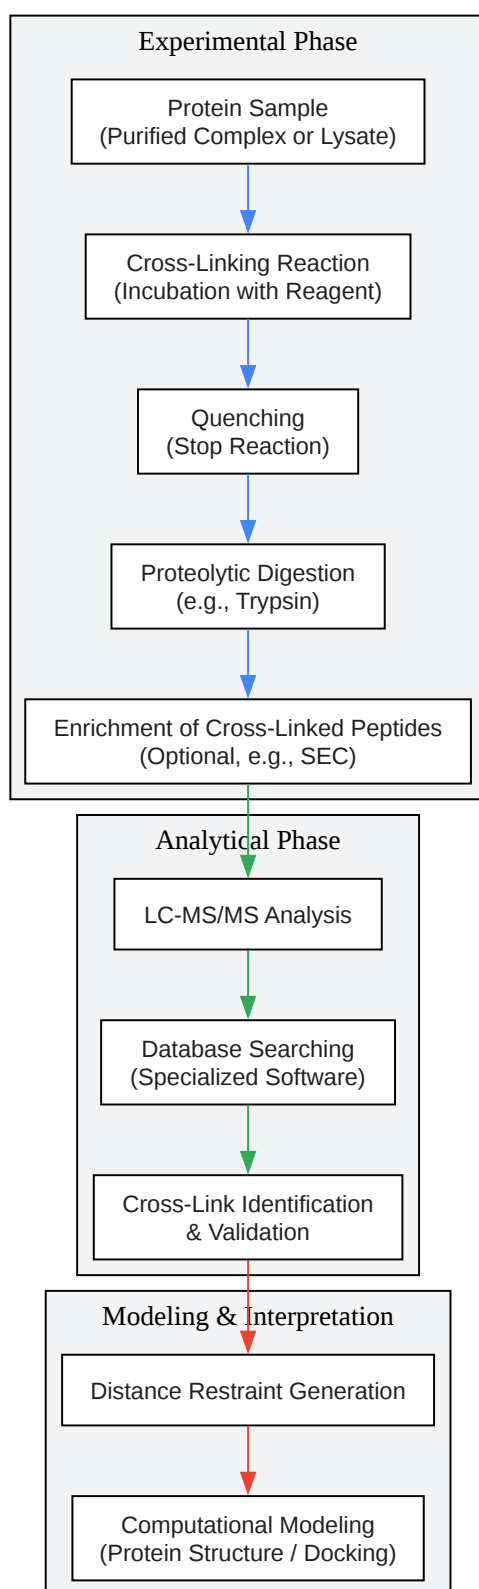 Experimental Phase
Protein Sample
(Purified Complex or Lysate)
Cross-Linking Reaction
(Incubation with Reagent)
Quenching
(Stop Reaction)
Proteolytic Digestion
(e.g., Trypsin)
Enrichment of Cross-Linked Peptides
(Optional, e.g., SEC)
Analytical Phase
LC-MS/MS Analysis
Database Searching
(Specialized Software)
Cross-Link Identification
& Validation
Modeling & Interpretation
Distance Restraint Generation
Computational Modeling
(Protein Structure / Docking)